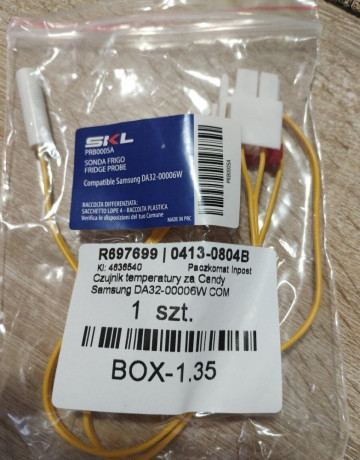 SKL
PRB000SA
SONDA FRIGO
FRIDGE PROBE
Compatible Samsung DA32-00006W
RACCOLTA DIFFERENZIATA:
SACCHETTO LDPE 4 - RACCOLTA PLASTICA
Verifica le disposizioni del tuo Comune
MADE IN PRC
PRB000SA
R697699 | 0413-0804B
Kl: 4636540 Paczkomat Inpost
Czujnik temperatury za Candy
Samsung DA32-00006W COM
1 szt.
BOX-1.35